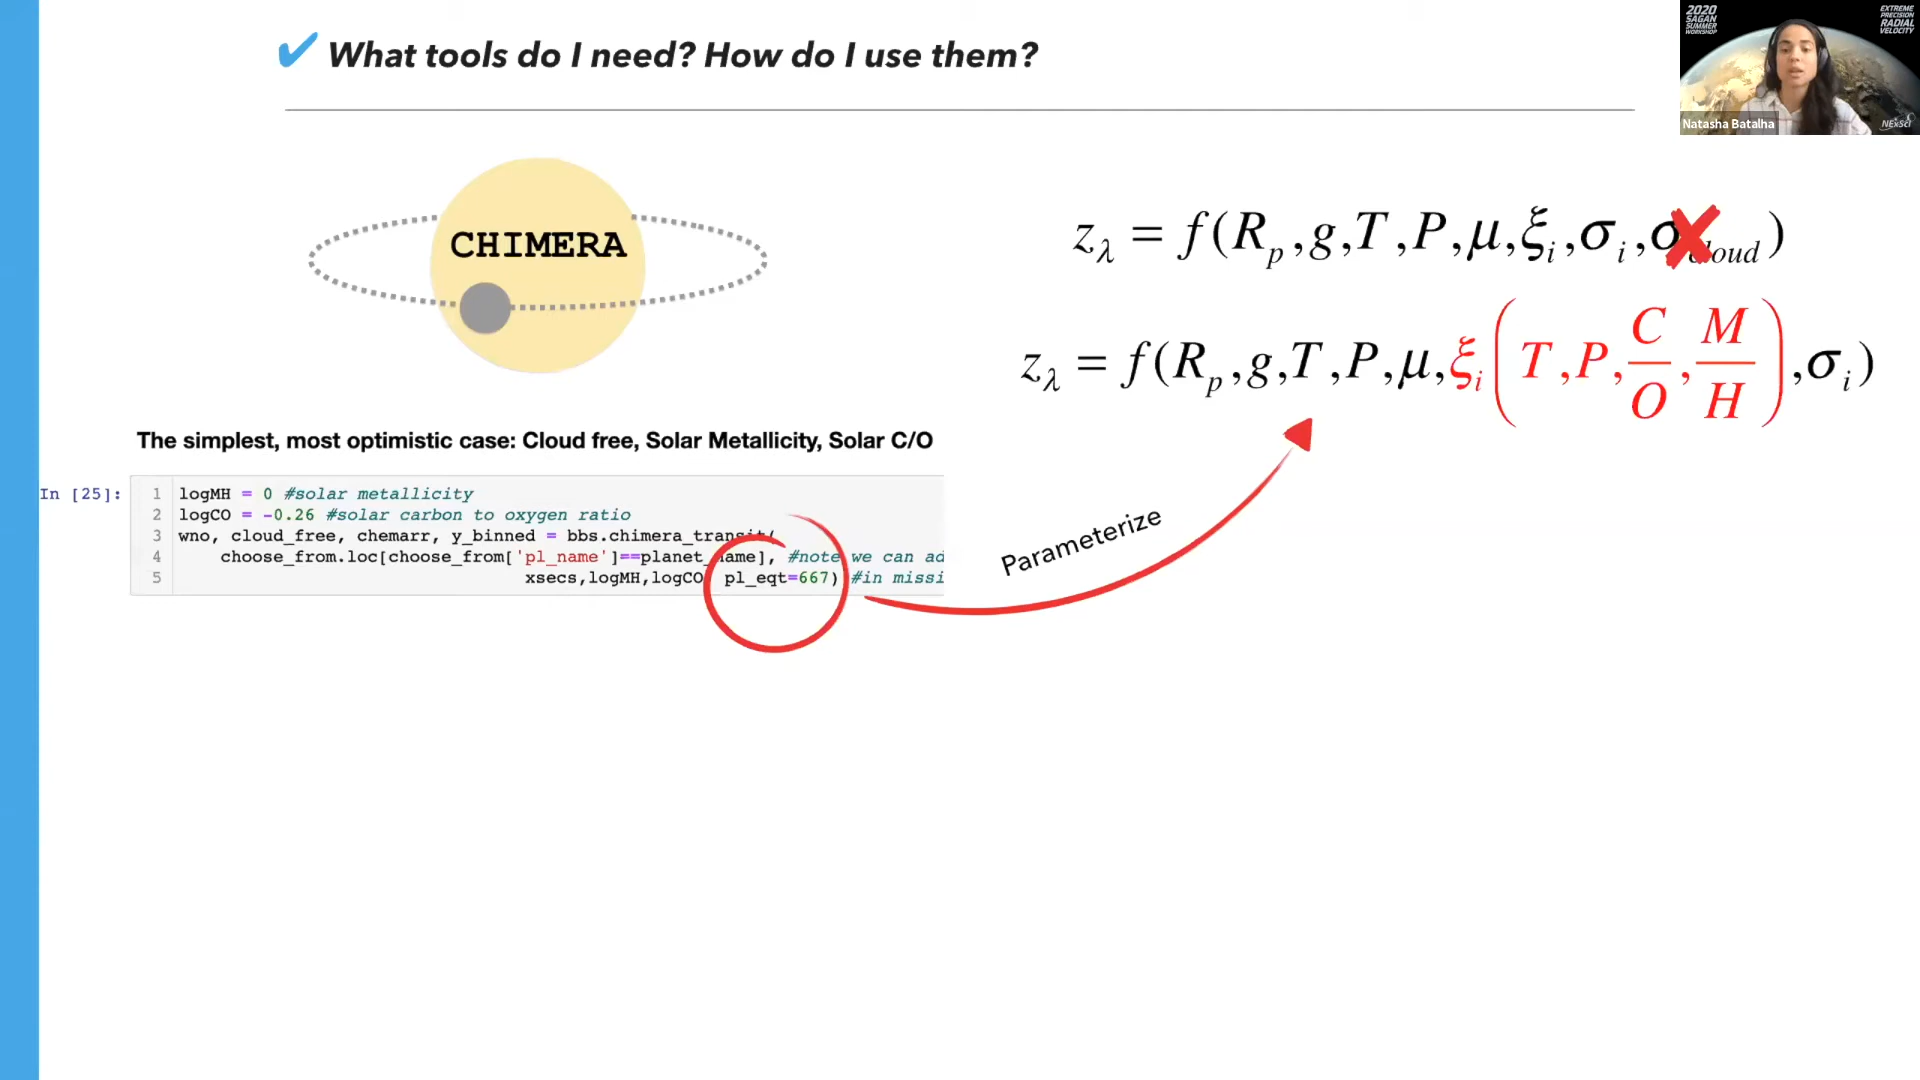 ✔ What tools do I need? How do I use them?
2020
SAGAN
SUMMER
WORKSHOP
EXTREME
PRECISION
RADIAL
VELOCITY
Natasha Batalha
NExScI
CHIMERA
z_λ = f(R_p,g,T,P,μ,ξ_i,σ_i,σ_cloud)
z_λ = f(R_p,g,T,P,μ,ξ_i(T,P,C/O,M/H),σ_i)
The simplest, most optimistic case: Cloud free, Solar Metallicity, Solar C/O
In [25]:
1 logMH = 0 #solar metallicity
2 logCO = -0.26 #solar carbon to oxygen ratio
3 wno, cloud_free, chemarr, y_binned = bbs.chimera_transit(
4 choose_from.loc[choose_from['pl_name']==planet_name], #note we can ad
5 xsecs,logMH,logCO, pl_eqt=667) #in missi
Parameterize